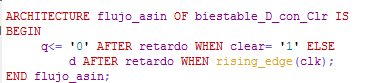 ARCHITECTURE flujo_asin OF biestable_D_con_Clr IS
BEGIN
q<= '0' AFTER retardo WHEN clear= '1' ELSE
d AFTER retardo WHEN rising_edge(clk);
END flujo_asin;